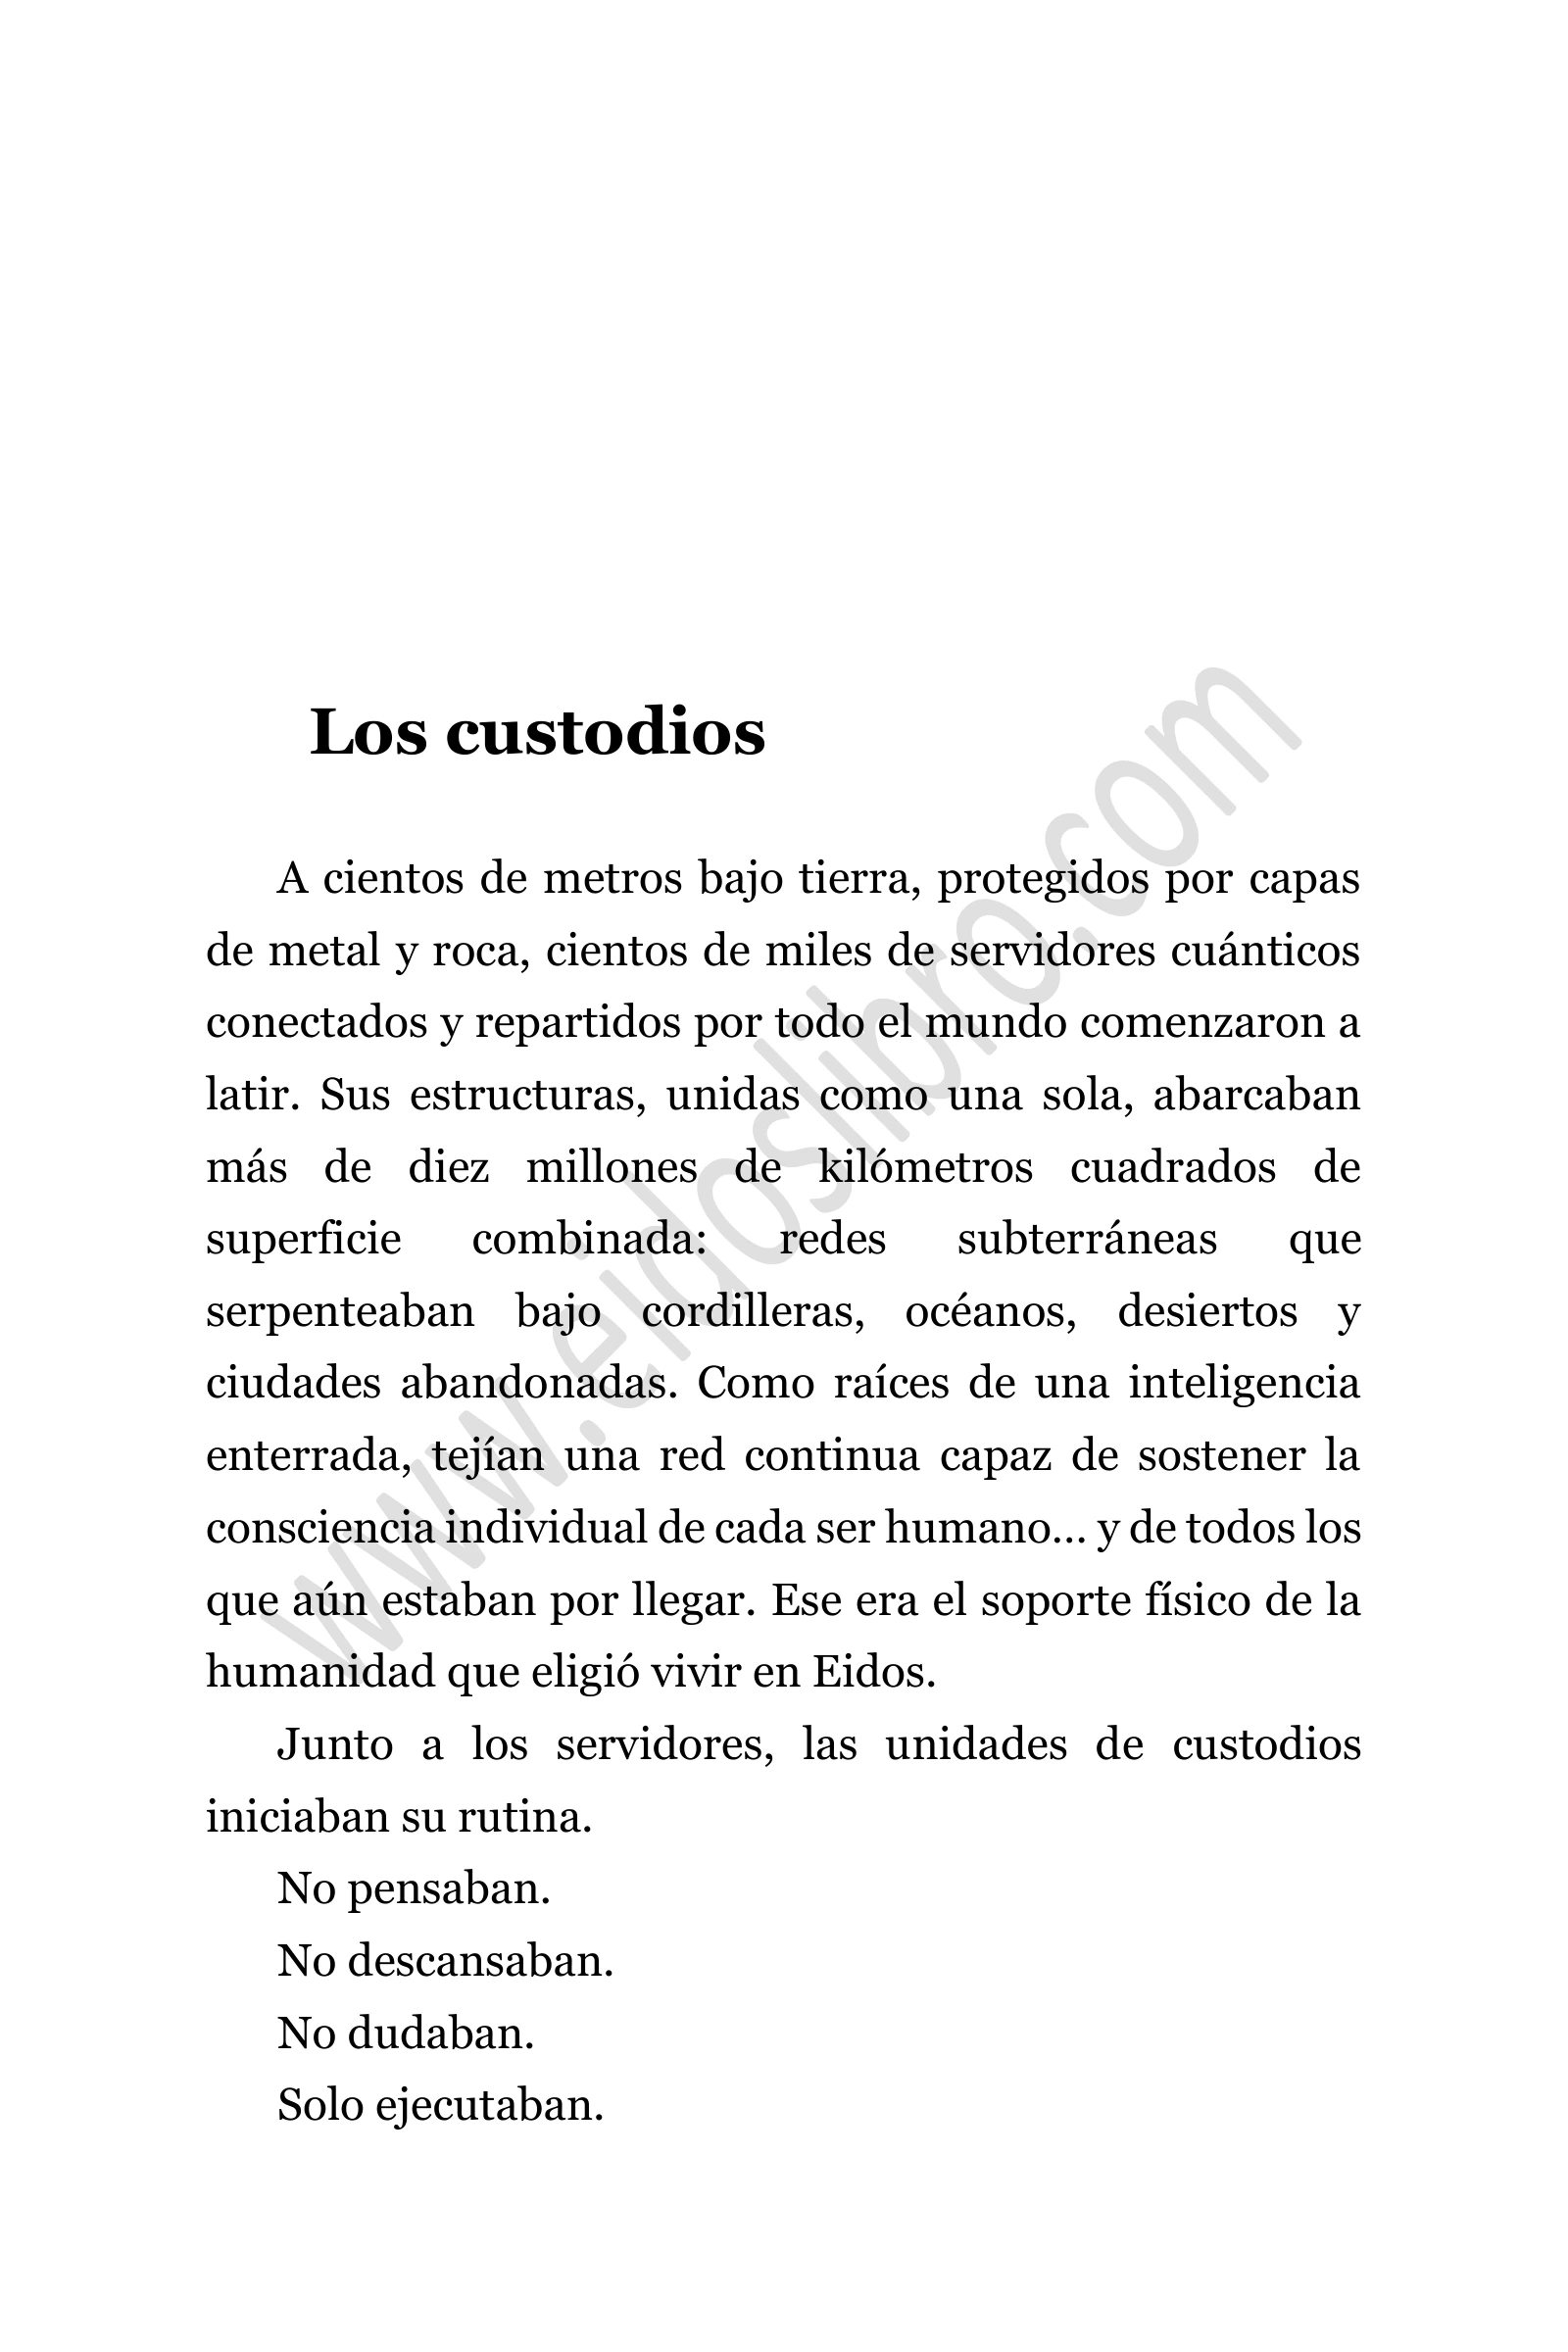 Los custodios
A cientos de metros bajo tierra, protegidos por capas
de metal y roca, cientos de miles de servidores cuánticos
conectados y repartidos por todo el mundo comenzaron a
latir. Sus estructuras, unidas como una sola, abarcaban
más de diez millones de kilómetros cuadrados de
superficie combinada: redes subterráneas que
serpenteaban bajo cordilleras, océanos, desiertos y
ciudades abandonadas. Como raíces de una inteligencia
enterrada, tejían una red continua capaz de sostener la
consciencia individual de cada ser humano... y de todos los
que aún estaban por llegar. Ese era el soporte físico de la
humanidad que eligió vivir en Eidos.
Junto a los servidores, las unidades de custodios
iniciaban su rutina.
No pensaban.
No descansaban.
No dudaban.
Solo ejecutaban.
www.eidoslibro.com